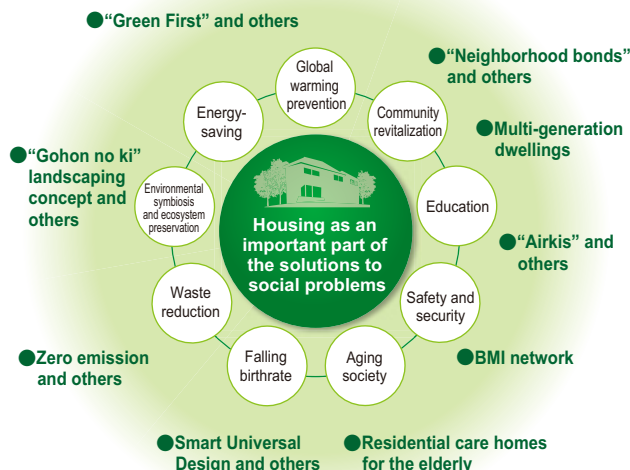 ●“Green First” and others
Global
warming
prevention
●“Neighborhood bonds”
and others
Energy-
saving
Community
revitalization
●Multi-generation
dwellings
●“Gohon no ki”
landscaping
concept and
others
Environmental
symbiosis
and ecosystem
preservation
Housing as an
important part of
the solutions to
social problems
Education
●“Airkis” and
others
Waste
reduction
Safety and
security
●Zero emission
and others
Falling
birthrate
Aging
society
●BMI network
●Smart Universal
Design and others
●Residential care homes
for the elderly